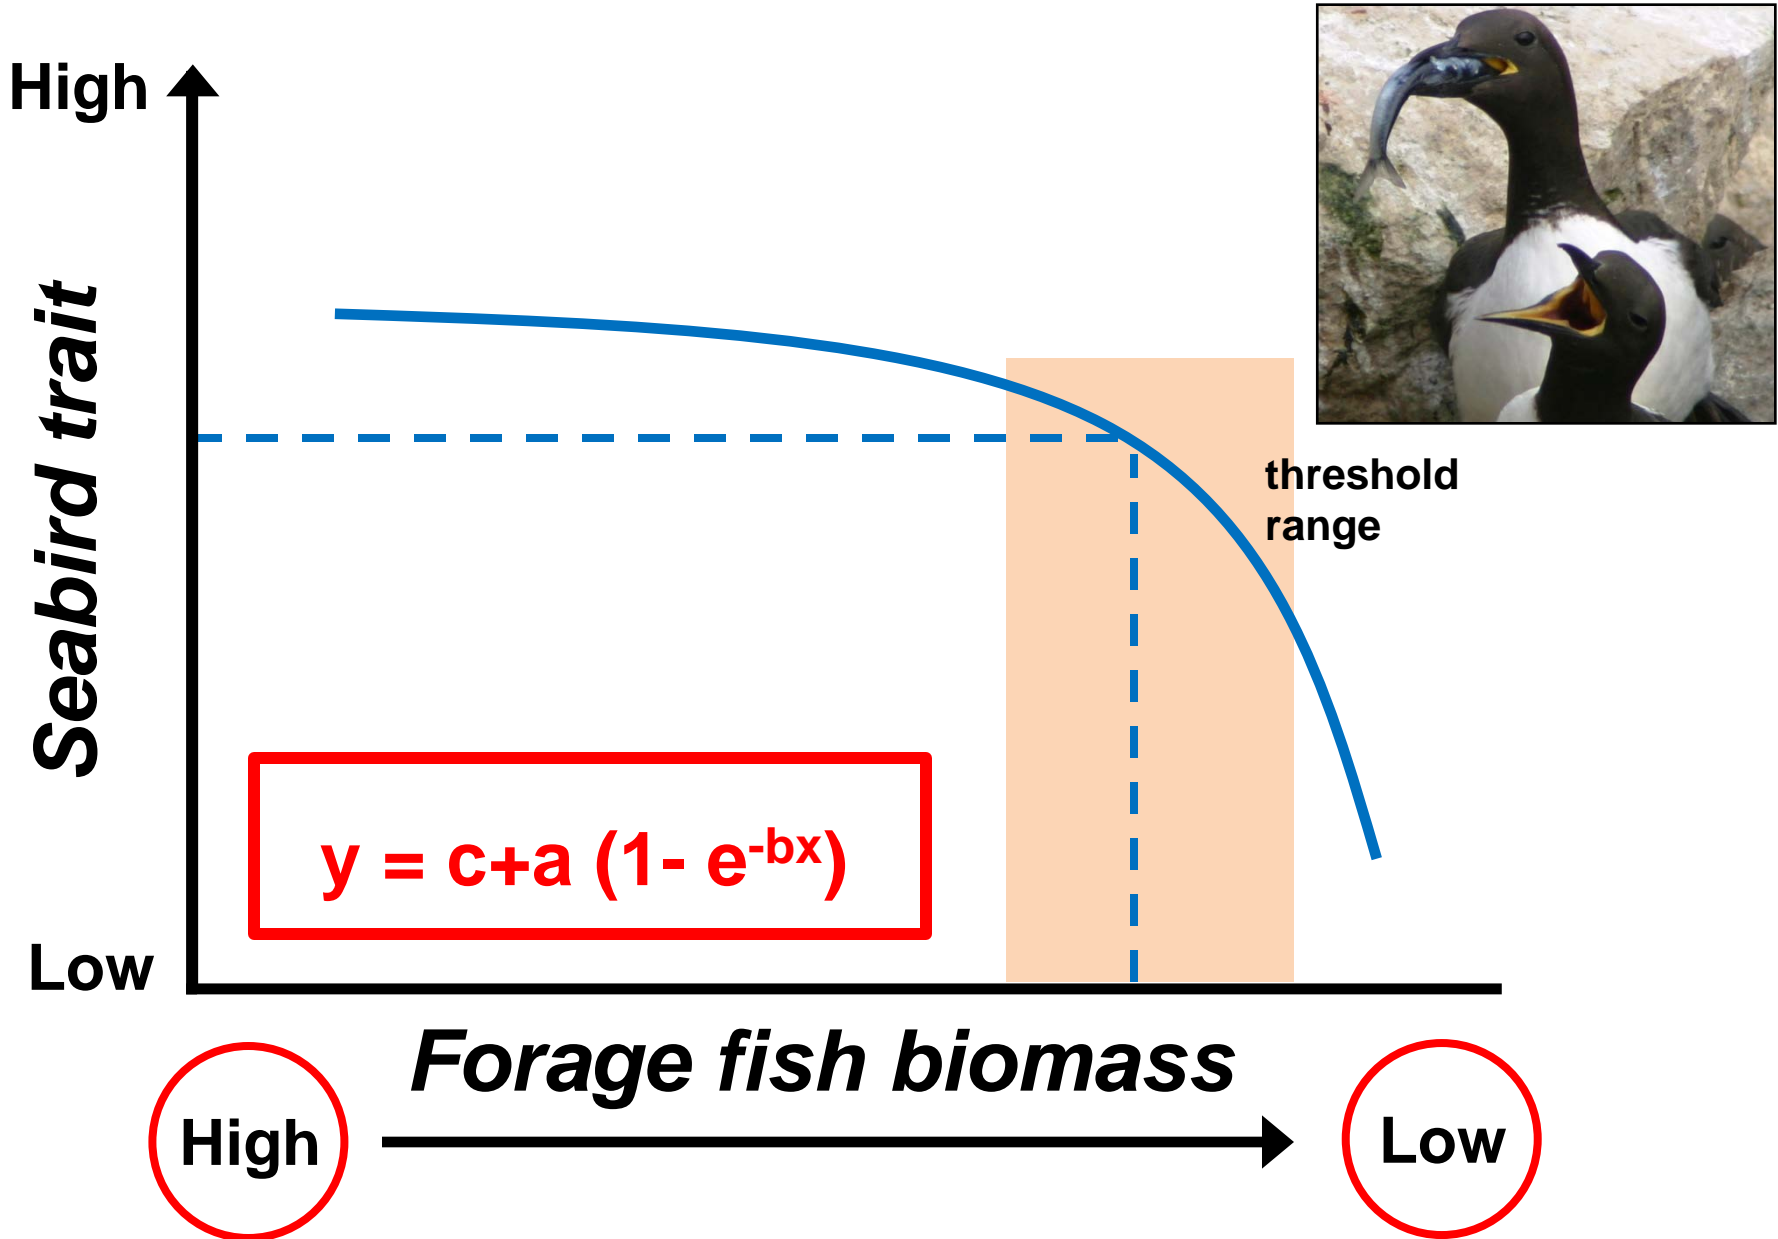 High
Seabird trait
threshold
range
y = c+a (1- e^-bx)
Low
Forage fish biomass
High
Low